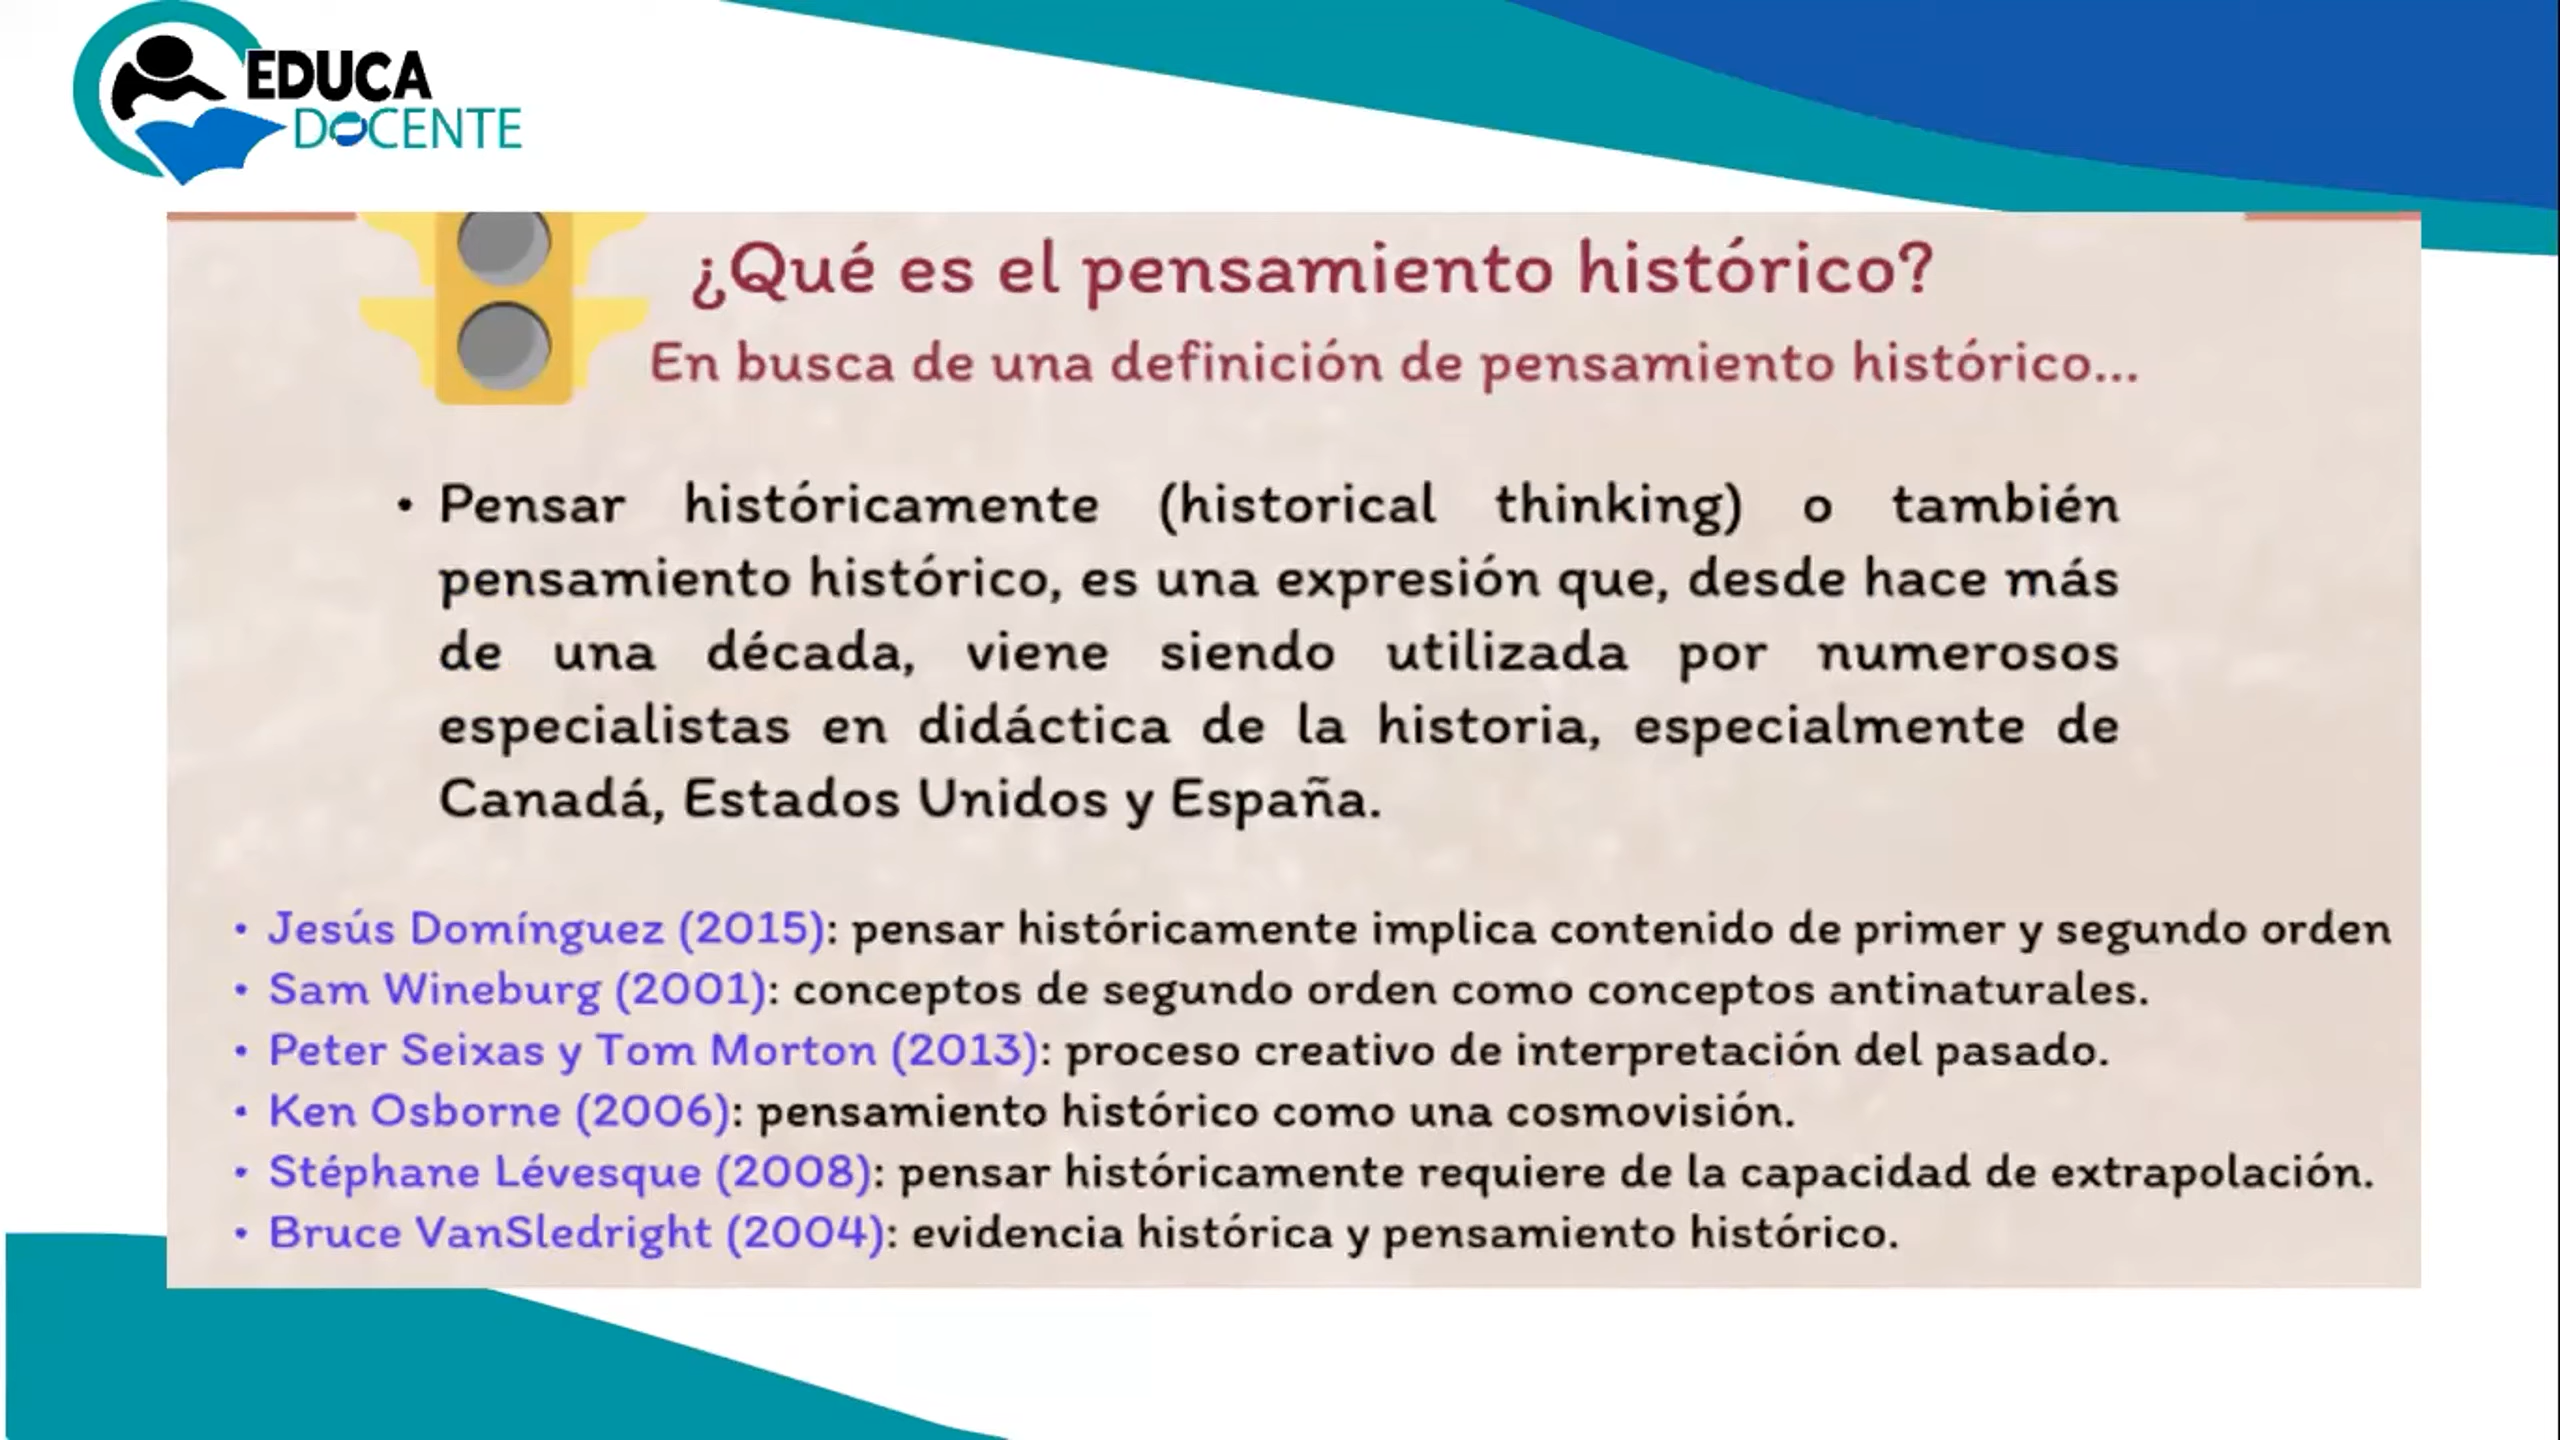 EDUCA
DOCENTE
¿Qué es el pensamiento histórico?
En busca de una definición de pensamiento histórico...
• Pensar históricamente (historical thinking) o también
pensamiento histórico, es una expresión que, desde hace más
de una década, viene siendo utilizada por numerosos
especialistas en didáctica de la historia, especialmente de
Canadá, Estados Unidos y España.
• Jesús Domínguez (2015): pensar históricamente implica contenido de primer y segundo orden
• Sam Wineburg (2001): conceptos de segundo orden como conceptos antinaturales.
• Peter Seixas y Tom Morton (2013): proceso creativo de interpretación del pasado.
• Ken Osborne (2006): pensamiento histórico como una cosmovisión.
• Stéphane Lévesque (2008): pensar históricamente requiere de la capacidad de extrapolación.
• Bruce VanSledright (2004): evidencia histórica y pensamiento histórico.